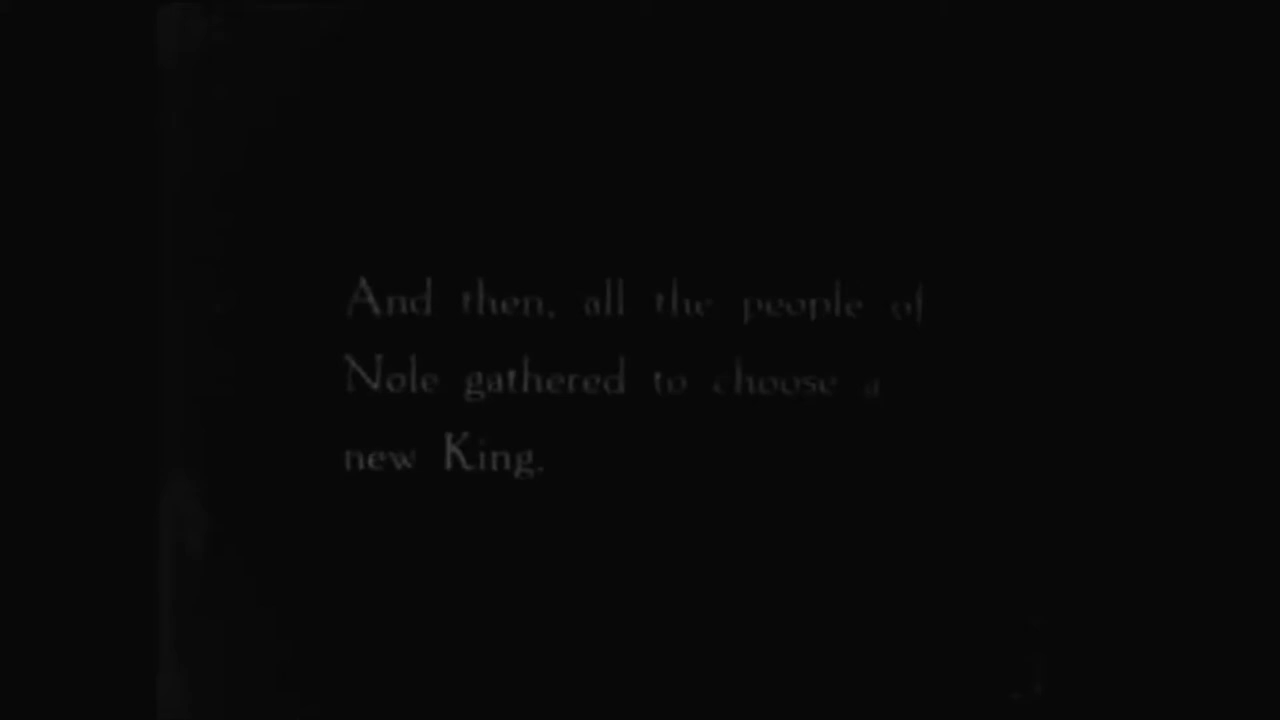 And then, all the people of
Nole gathered to choose a
new King.